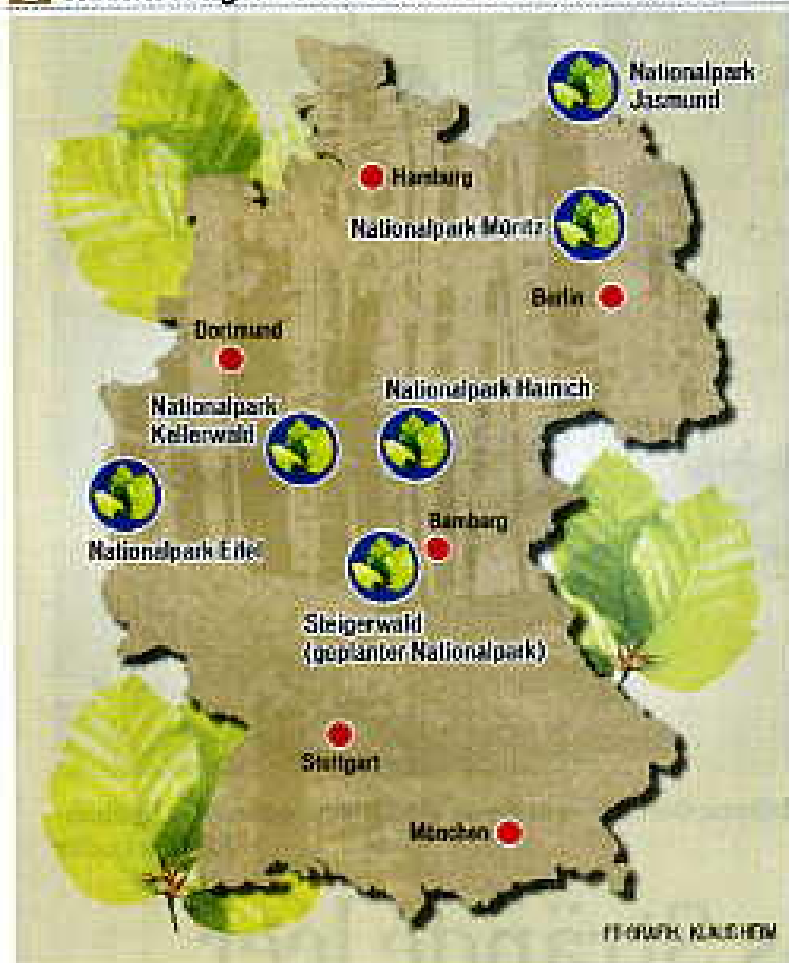 Nationalpark
Jasmund
Hamburg
Nationalpark Müritz
Berlin
Dortmund
Nationalpark Hainich
Nationalpark
Kellerwald
Bamberg
Nationalpark Eifel
Steigerwald
(geplanter Nationalpark)
Stuttgart
München